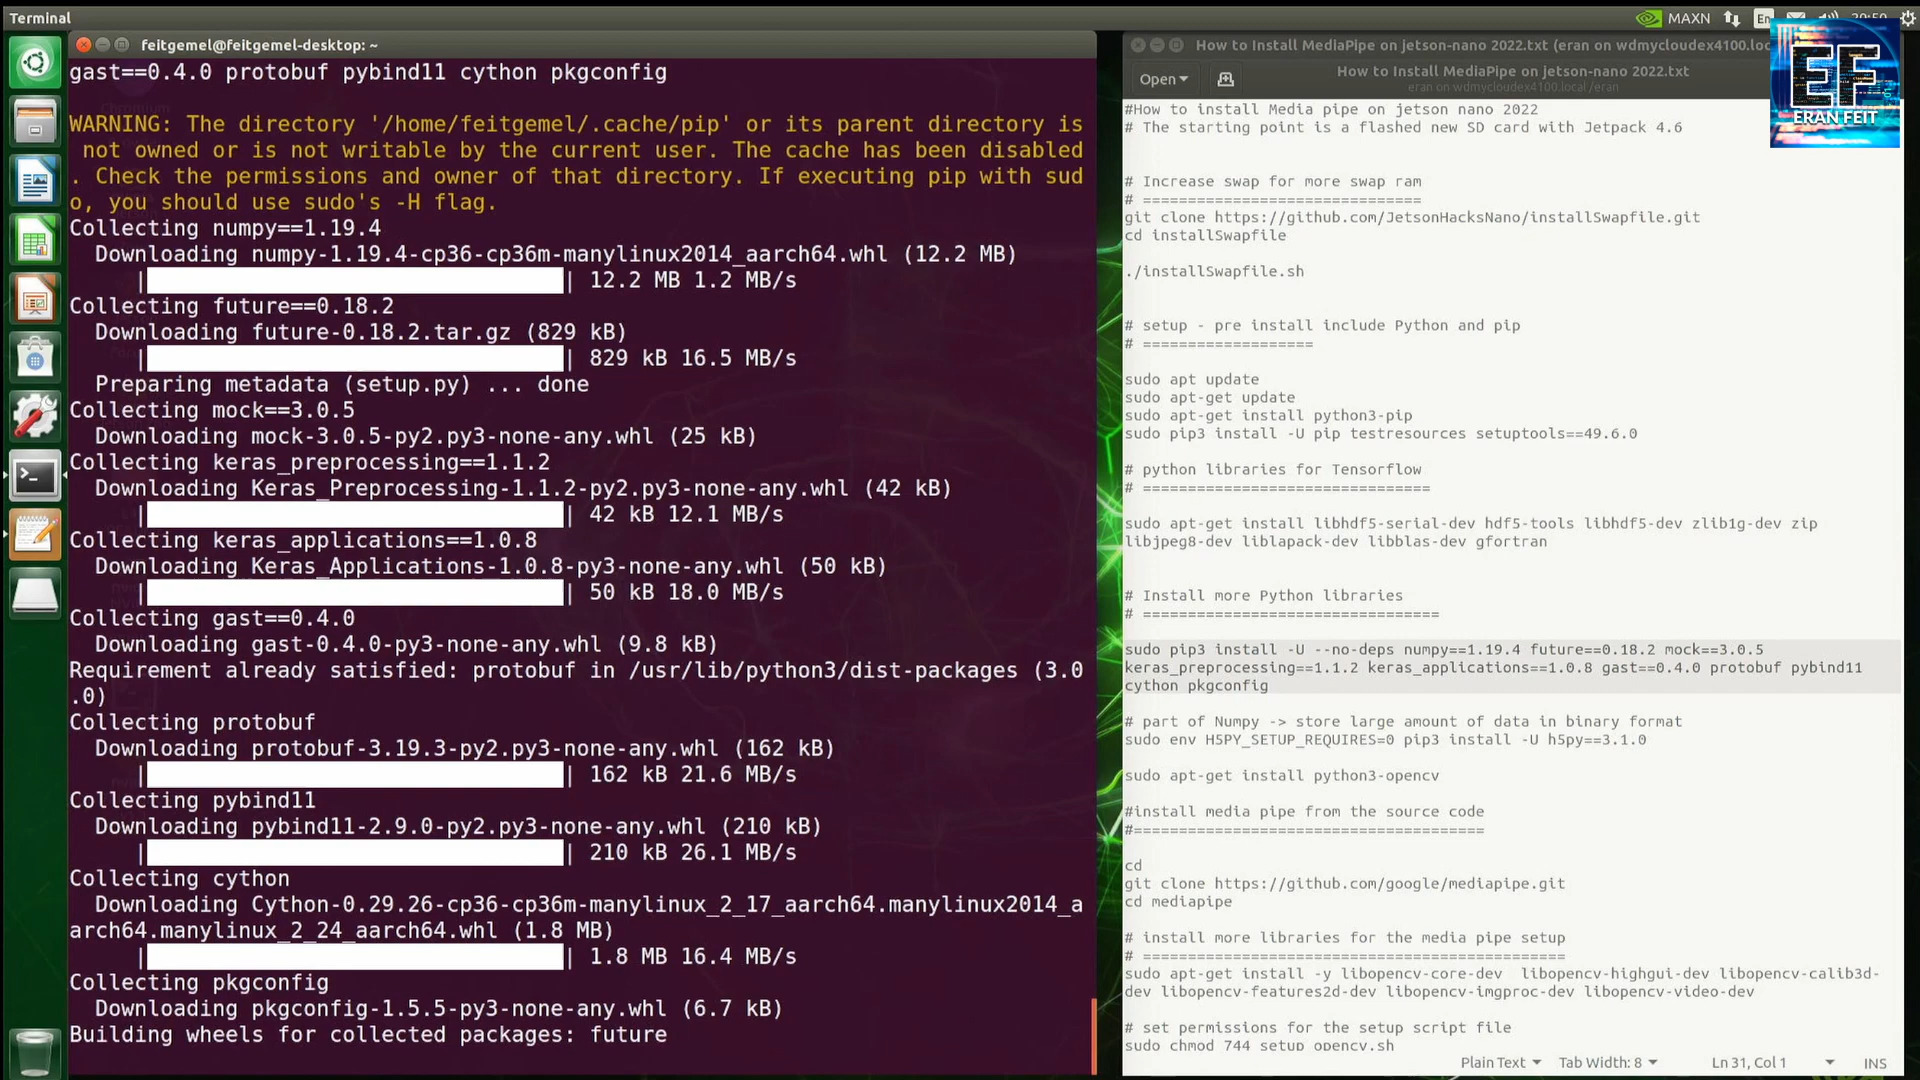 Terminal
MAXN
En
feitgemel@feitgemel-desktop: ~
gast==0.4.0 protobuf pybind11 cython pkgconfig
WARNING: The directory '/home/feitgemel/.cache/pip' or its parent directory is
not owned or is not writable by the current user. The cache has been disabled
. Check the permissions and owner of that directory. If executing pip with sud
o, you should use sudo's -H flag.
Collecting numpy==1.19.4
Downloading numpy-1.19.4-cp36-cp36m-manylinux2014_aarch64.whl (12.2 MB)
| | 12.2 MB 1.2 MB/s
Collecting future==0.18.2
Downloading future-0.18.2.tar.gz (829 kB)
| | 829 kB 16.5 MB/s
Preparing metadata (setup.py) ... done
Collecting mock==3.0.5
Downloading mock-3.0.5-py2.py3-none-any.whl (25 kB)
Collecting keras_preprocessing==1.1.2
Downloading Keras_Preprocessing-1.1.2-py2.py3-none-any.whl (42 kB)
| | 42 kB 12.1 MB/s
Collecting keras_applications==1.0.8
Downloading Keras_Applications-1.0.8-py3-none-any.whl (50 kB)
| | 50 kB 18.0 MB/s
Collecting gast==0.4.0
Downloading gast-0.4.0-py3-none-any.whl (9.8 kB)
Requirement already satisfied: protobuf in /usr/lib/python3/dist-packages (3.0
.0)
Collecting protobuf
Downloading protobuf-3.19.3-py2.py3-none-any.whl (162 kB)
| | 162 kB 21.6 MB/s
Collecting pybind11
Downloading pybind11-2.9.0-py2.py3-none-any.whl (210 kB)
| | 210 kB 26.1 MB/s
Collecting cython
Downloading Cython-0.29.26-cp36-cp36m-manylinux_2_17_aarch64.manylinux2014_a
arch64.manylinux_2_24_aarch64.whl (1.8 MB)
| | 1.8 MB 16.4 MB/s
Collecting pkgconfig
Downloading pkgconfig-1.5.5-py3-none-any.whl (6.7 kB)
Building wheels for collected packages: future
How to Install MediaPipe on jetson-nano 2022.txt (eran on wdmycloudex4100.loc
Open
How to Install MediaPipe on jetson-nano 2022.txt
eran on wdmycloudex4100.local /eran
EF
ERAN FEIT
#How to install Media pipe on jetson nano 2022
# The starting point is a flashed new SD card with Jetpack 4.6
# Increase swap for more swap ram
# ===============================
git clone https://github.com/JetsonHacksNano/installSwapfile.git
cd installSwapfile
./installSwapfile.sh
# setup - pre install include Python and pip
# ===================
sudo apt update
sudo apt-get update
sudo apt-get install python3-pip
sudo pip3 install -U pip testresources setuptools==49.6.0
# python libraries for Tensorflow
# ================================
sudo apt-get install libhdf5-serial-dev hdf5-tools libhdf5-dev zlib1g-dev zip
libjpeg8-dev liblapack-dev libblas-dev gfortran
# Install more Python libraries
# =================================
sudo pip3 install -U --no-deps numpy==1.19.4 future==0.18.2 mock==3.0.5
keras_preprocessing==1.1.2 keras_applications==1.0.8 gast==0.4.0 protobuf pybind11
cython pkgconfig
# part of Numpy -> store large amount of data in binary format
sudo env H5PY_SETUP_REQUIRES=0 pip3 install -U h5py==3.1.0
sudo apt-get install python3-opencv
#install media pipe from the source code
#=======================================
cd
git clone https://github.com/google/mediapipe.git
cd mediapipe
# install more libraries for the media pipe setup
# ===============================================
sudo apt-get install -y libopencv-core-dev  libopencv-highgui-dev libopencv-calib3d-
dev libopencv-features2d-dev libopencv-imgproc-dev libopencv-video-dev
# set permissions for the setup script file
sudo chmod 744 setup_opencv.sh
Plain Text
Tab Width: 8
Ln 31, Col 1
INS